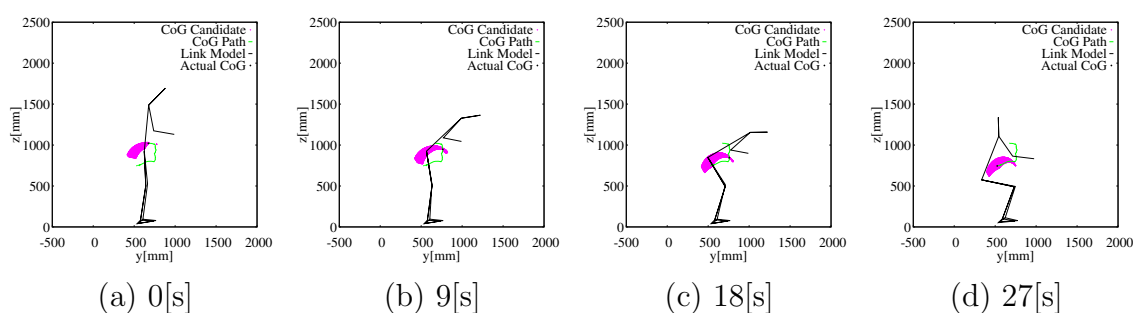 2500
2000
1500
1000
500
0
z[mm]
-500 0 500 1000 1500 2000
y[mm]
CoG Candidate
CoG Path
Link Model
Actual CoG
(a) 0[s]
2500
2000
1500
1000
500
0
z[mm]
-500 0 500 1000 1500 2000
y[mm]
CoG Candidate
CoG Path
Link Model
Actual CoG
(b) 9[s]
2500
2000
1500
1000
500
0
z[mm]
-500 0 500 1000 1500 2000
y[mm]
CoG Candidate
CoG Path
Link Model
Actual CoG
(c) 18[s]
2500
2000
1500
1000
500
0
z[mm]
-500 0 500 1000 1500 2000
y[mm]
CoG Candidate
CoG Path
Link Model
Actual CoG
(d) 27[s]